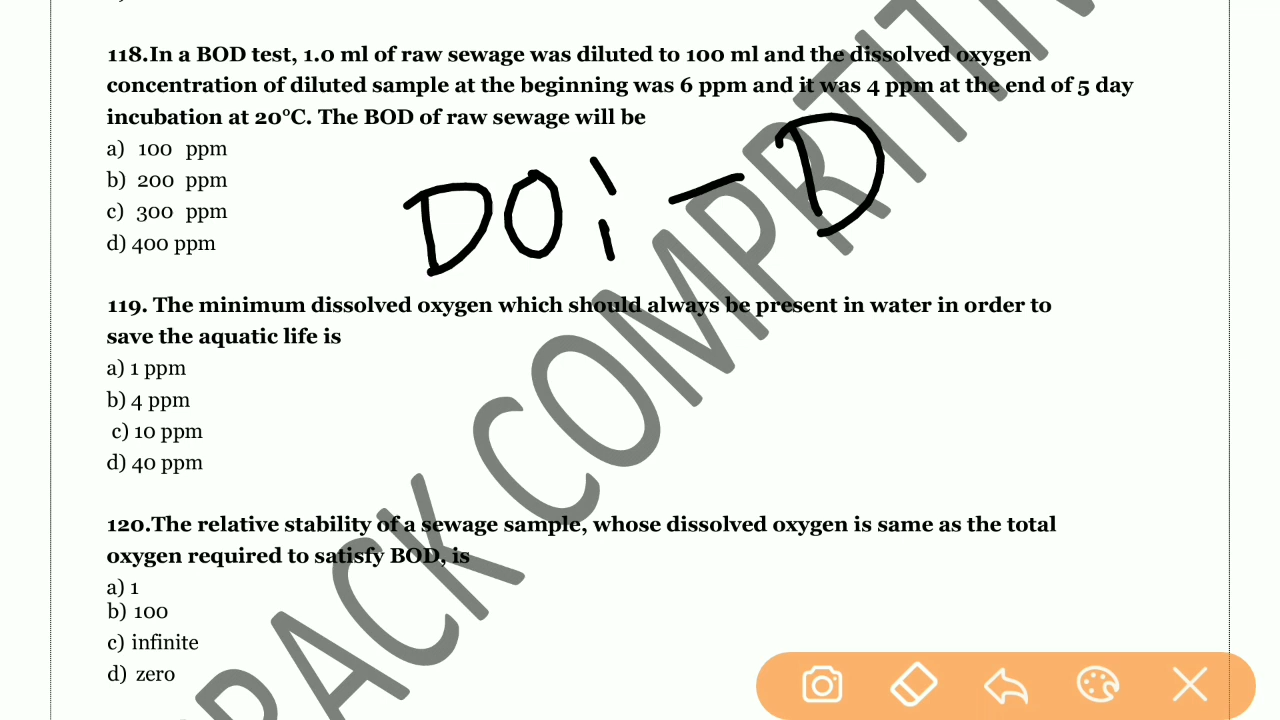 118.In a BOD test, 1.0 ml of raw sewage was diluted to 100 ml and the dissolved oxygen
concentration of diluted sample at the beginning was 6 ppm and it was 4 ppm at the end of 5 day
incubation at 20°C. The BOD of raw sewage will be
a) 100 ppm
b) 200 ppm
c) 300 ppm
d) 400 ppm
DOi - D
119. The minimum dissolved oxygen which should always be present in water in order to
save the aquatic life is
a) 1 ppm
b) 4 ppm
c) 10 ppm
d) 40 ppm
120.The relative stability of a sewage sample, whose dissolved oxygen is same as the total
oxygen required to satisfy BOD, is
a) 1
b) 100
c) infinite
d) zero